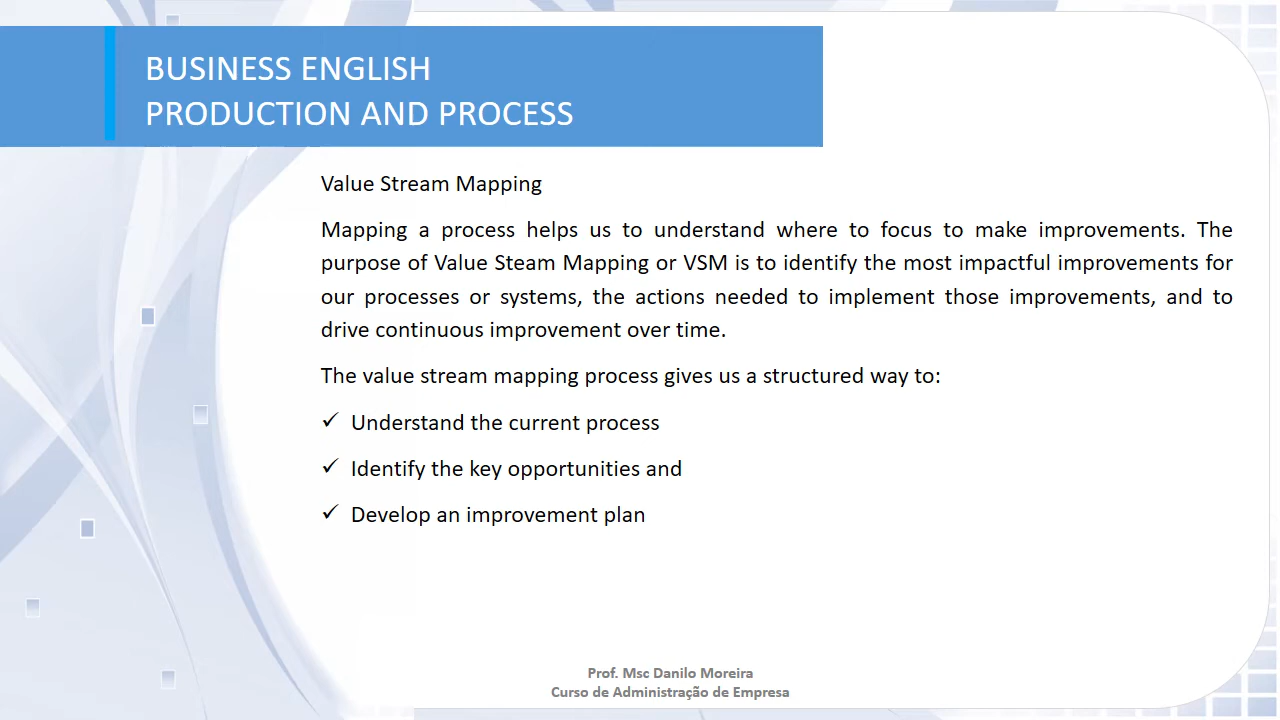 BUSINESS ENGLISH
PRODUCTION AND PROCESS
Value Stream Mapping
Mapping a process helps us to understand where to focus to make improvements. The
purpose of Value Steam Mapping or VSM is to identify the most impactful improvements for
our processes or systems, the actions needed to implement those improvements, and to
drive continuous improvement over time.
The value stream mapping process gives us a structured way to:
✓ Understand the current process
✓ Identify the key opportunities and
✓ Develop an improvement plan
Prof. Msc Danilo Moreira
Curso de Administração de Empresa